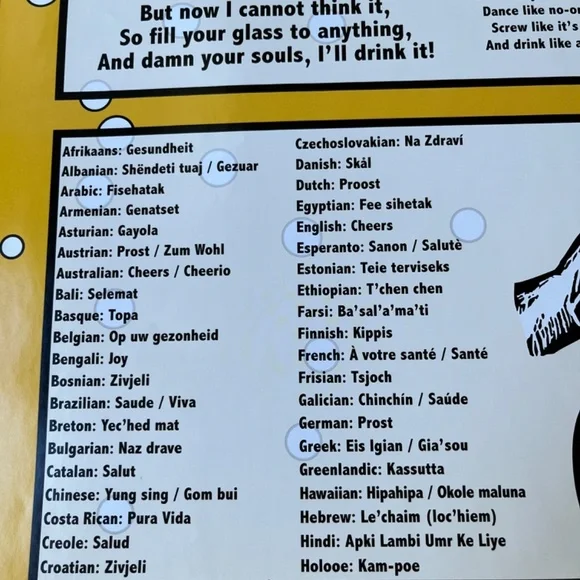 But now I cannot think it,
So fill your glass to anything,
And damn your souls, I'll drink it!
Dance like no-o
Screw like it's
And drink like a
Afrikaans: Gesundheit
Albanian: Shëndeti tuaj / Gezuar
Arabic: Fisehatak
Armenian: Genatset
Asturian: Gayola
Austrian: Prost / Zum Wohl
Australian: Cheers / Cheerio
Bali: Selemat
Basque: Topa
Belgian: Op uw gezonheid
Bengali: Joy
Bosnian: Zivjeli
Brazilian: Saude / Viva
Breton: Yec'hed mat
Bulgarian: Naz drave
Catalan: Salut
Chinese: Yung sing / Gom bui
Costa Rican: Pura Vida
Creole: Salud
Croatian: Zivjeli
Czechoslovakian: Na Zdraví
Danish: Skål
Dutch: Proost
Egyptian: Fee sihetak
English: Cheers
Esperanto: Sanon / Salutè
Estonian: Teie terviseks
Ethiopian: T'chen chen
Farsi: Ba'sal'a'ma'ti
Finnish: Kippis
French: À votre santé / Santé
Frisian: Tsjoch
Galician: Chinchín / Saúde
German: Prost
Greek: Eis Igian / Gia'sou
Greenlandic: Kassutta
Hawaiian: Hipahipa / Okole maluna
Hebrew: Le'chaim (loc'hiem)
Hindi: Apki Lambi Umr Ke Liye
Holooe: Kam-poe